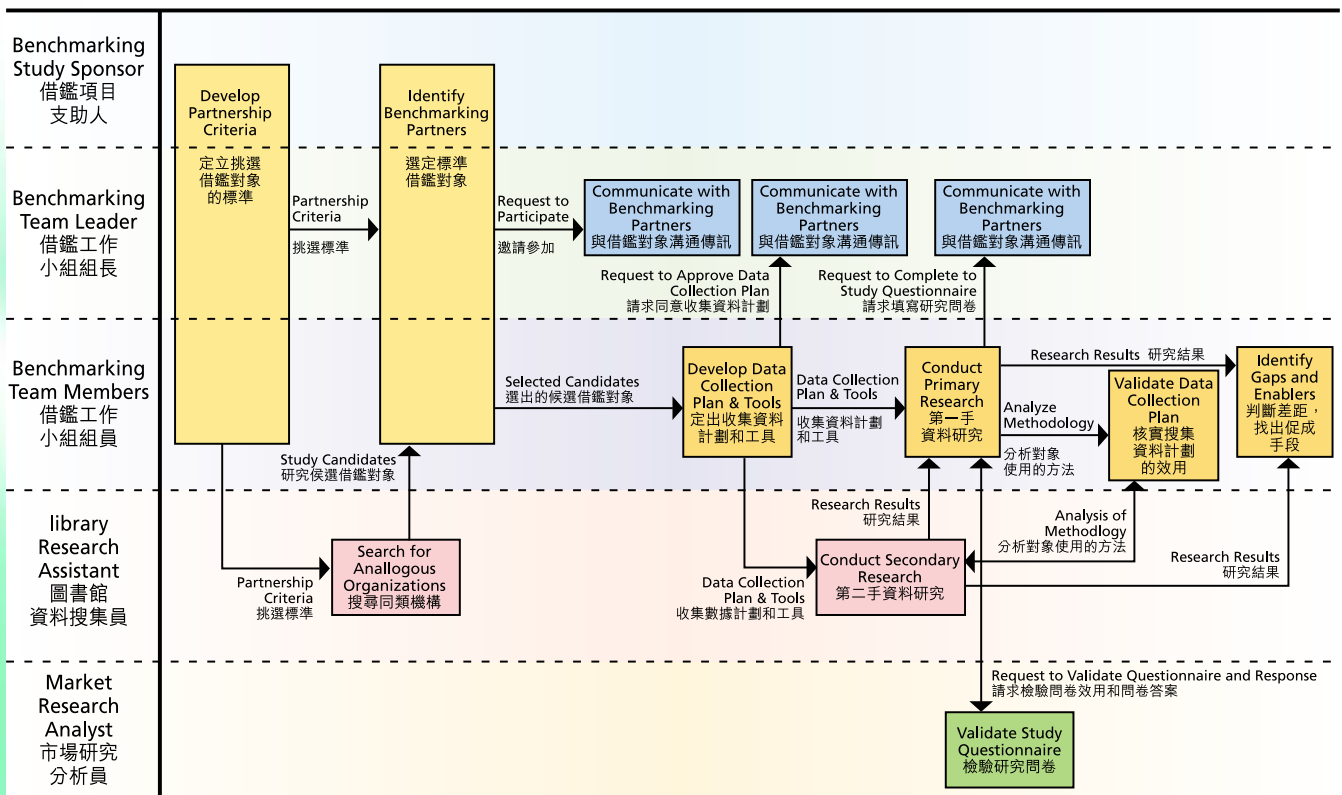 Benchmarking
Study Sponsor
借鑑項目
支助人
Develop
Partnership
Criteria
定立挑選
借鑑對象
的標準
Identify
Benchmarking
Partners
選定標準
借鑑對象
Benchmarking
Team Leader
借鑑工作
小組組長
Partnership
Criteria
挑選標準
Request to
Participate
邀請參加
Communicate with
Benchmarking
Partners
與借鑑對象溝通傳訊
Communicate with
Benchmarking
Partners
與借鑑對象溝通傳訊
Communicate with
Benchmarking
Partners
與借鑑對象溝通傳訊
Request to Approve Data
Collection Plan
請求同意收集資料計劃
Request to Complete to
Study Questionnaire
請求填寫研究問卷
Benchmarking
Team Members
借鑑工作
小組組員
Selected Candidates
選出的候選借鑑對象
Develop Data
Collection
Plan & Tools
定出收集資料
計劃和工具
Data Collection
Plan & Tools
收集資料計劃
和工具
Conduct
Primary
Research
第一手
資料研究
Research Results 研究結果
Analyze
Methodology
分析對象
使用的方法
Validate Data
Collection
Plan
核實搜集
資料計劃
的效用
Identify
Gaps and
Enablers
判斷差距，
找出促成
手段
Study Candidates
研究候選借鑑對象
library
Research
Assistant
圖書館
資料搜集員
Partnership
Criteria
挑選標準
Search for
Anallogous
Organizations
搜尋同類機構
Data Collection
Plan & Tools
收集數據計劃和工具
Research Results
研究結果
Conduct Secondary
Research
第二手資料研究
Analysis of
Methodlogy
分析對象使用的方法
Research Results
研究結果
Market
Research
Analyst
市場研究
分析員
Request to Validate Questionnaire and Response
請求檢驗問卷效用和問卷答案
Validate Study
Questionnaire
檢驗研究問卷